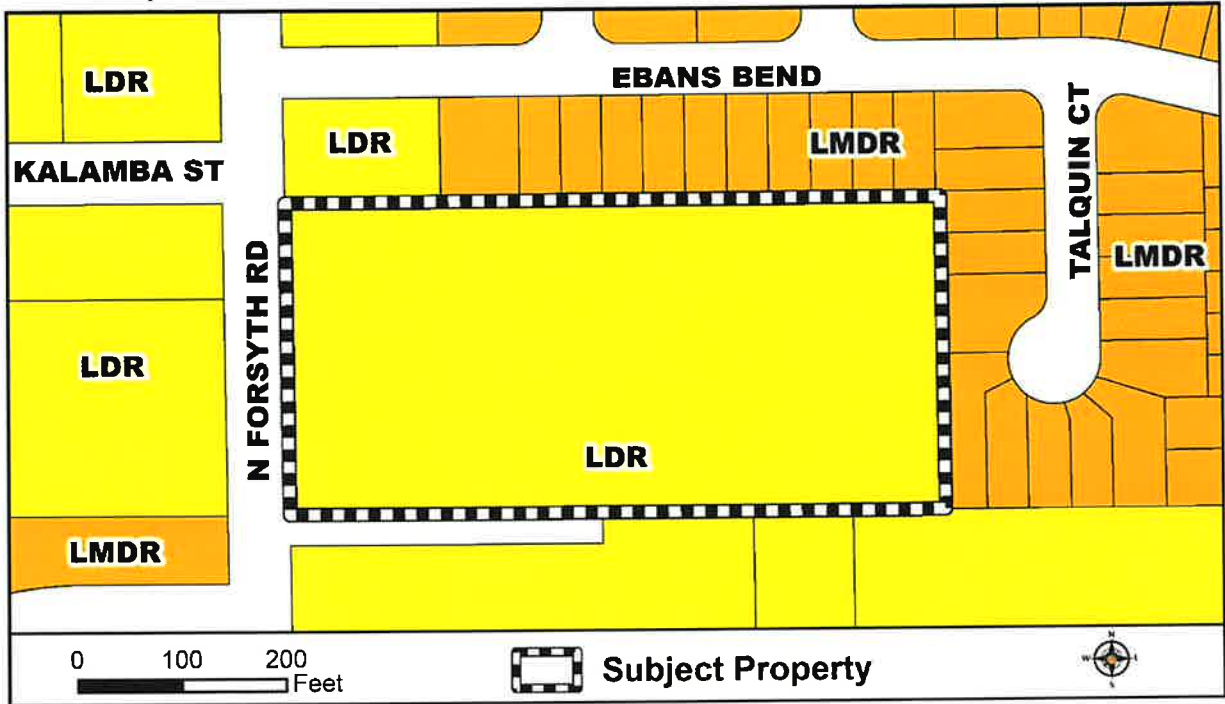 LDR
EBANS BEND
LDR
LMDR
KALAMBA ST
TALQUIN CT
LMDR
N FORSYTH RD
LDR
LDR
LMDR
0 100 200
Feet
Subject Property
N
W
S